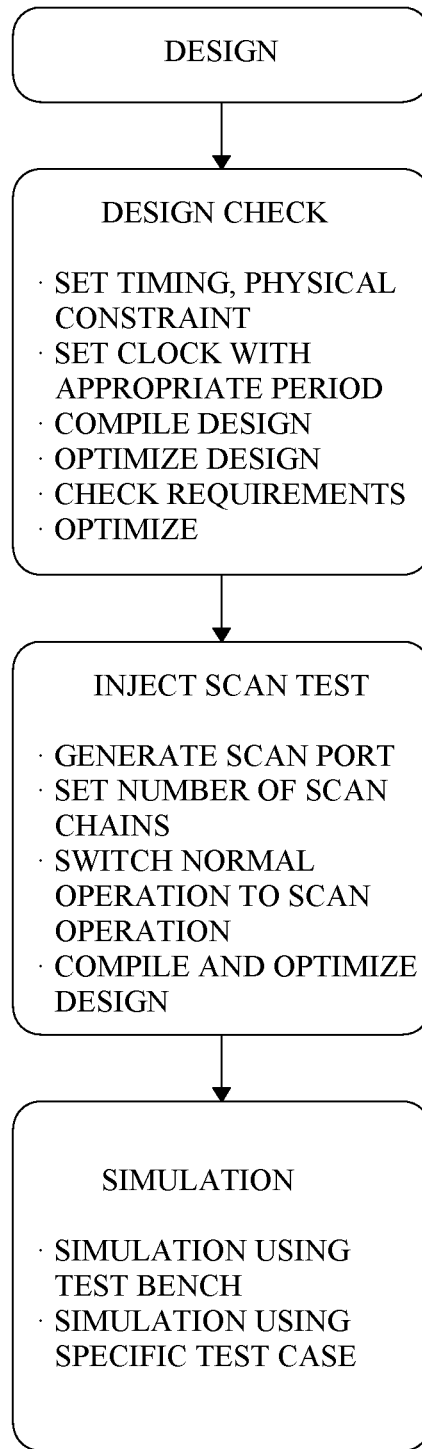 DESIGN
DESIGN CHECK
· SET TIMING, PHYSICAL
CONSTRAINT
· SET CLOCK WITH
APPROPRIATE PERIOD
· COMPILE DESIGN
· OPTIMIZE DESIGN
· CHECK REQUIREMENTS
· OPTIMIZE
INJECT SCAN TEST
· GENERATE SCAN PORT
· SET NUMBER OF SCAN
CHAINS
· SWITCH NORMAL
OPERATION TO SCAN
OPERATION
· COMPILE AND OPTIMIZE
DESIGN
SIMULATION
· SIMULATION USING
TEST BENCH
· SIMULATION USING
SPECIFIC TEST CASE